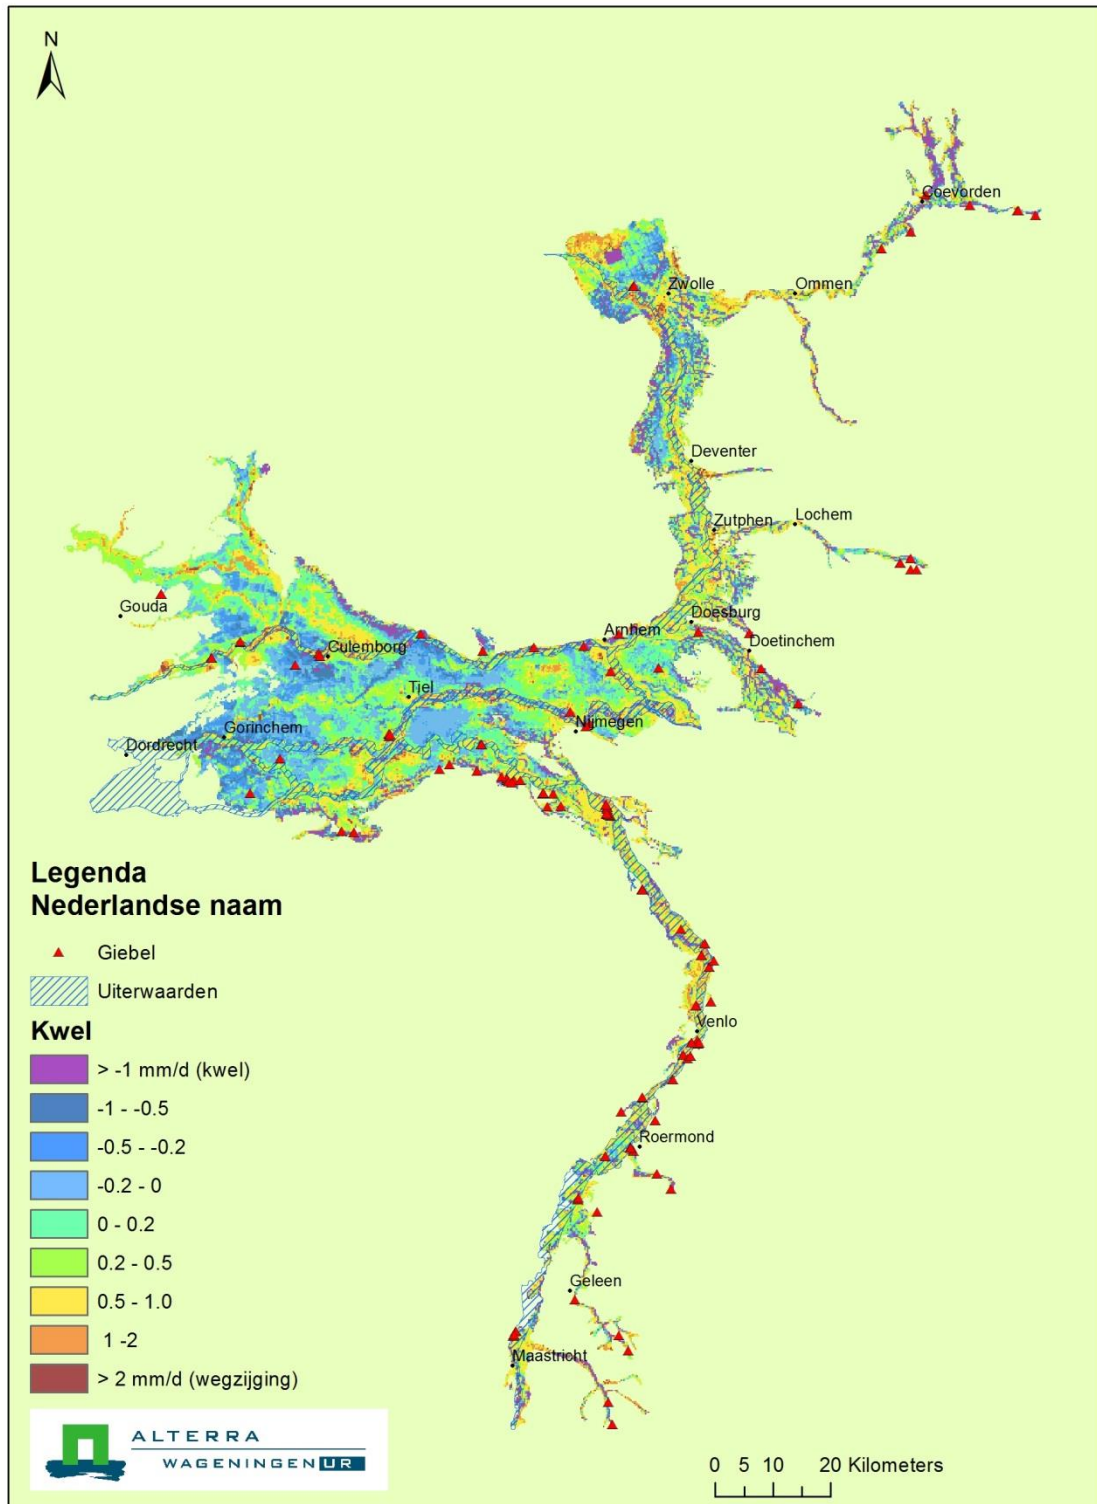 N
Coevorden
Zwolle
Ommen
Deventer
Zutphen
Lochem
Gouda
Culemborg
Arnhem
Doesburg
Doetinchem
Tiel
Nijmegen
Gorinchem
Dordrecht
Venlo
Roermond
Geleen
Maastricht
Legenda
Nederlandse naam
Giebel
Uiterwaarden
Kwel
> -1 mm/d (kwel)
-1 - -0.5
-0.5 - -0.2
-0.2 - 0
0 - 0.2
0.2 - 0.5
0.5 - 1.0
1 -2
> 2 mm/d (wegzijging)
ALTERRA
WAGENINGEN UR
0 5 10 20 Kilometers